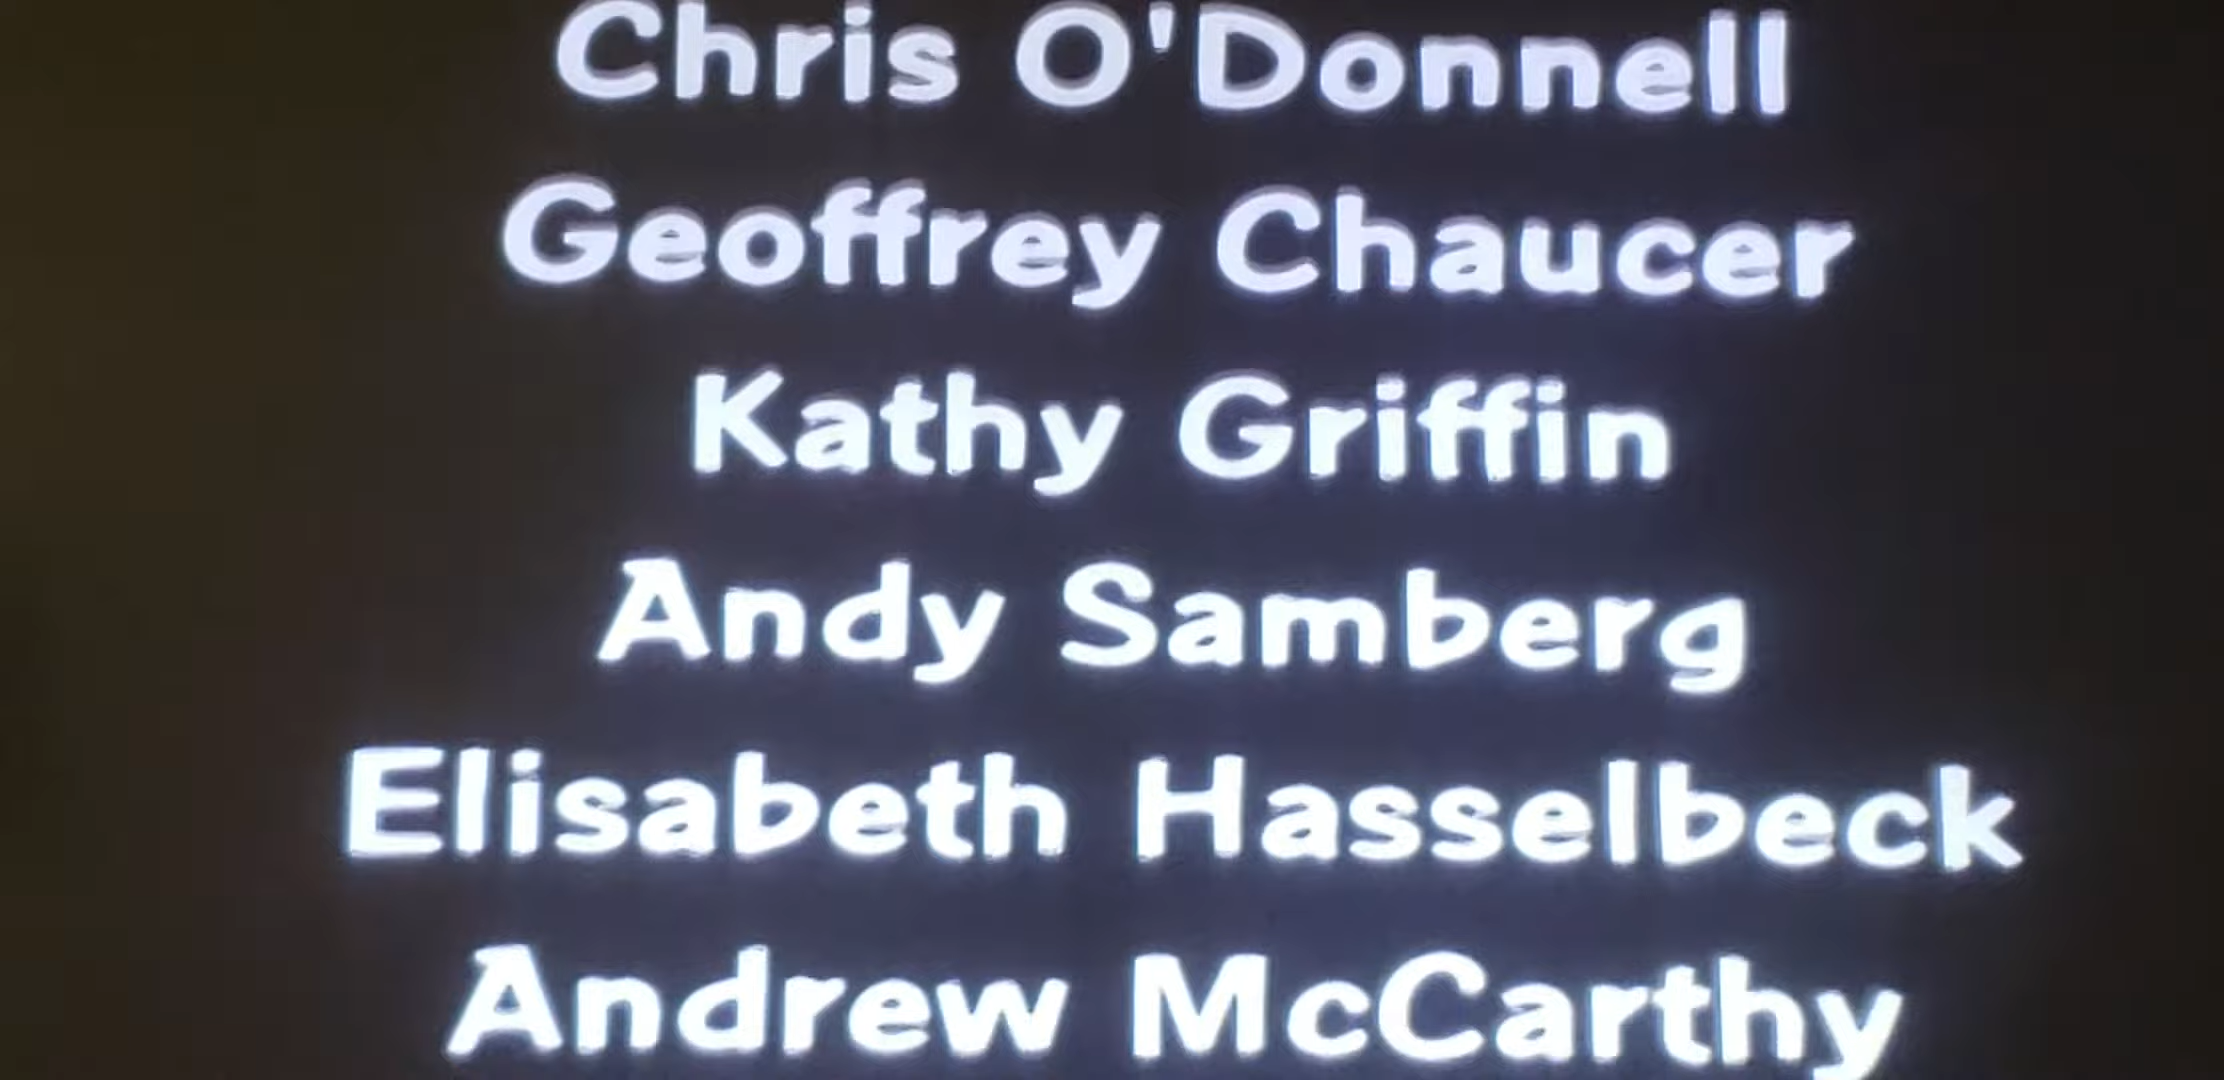 Chris O'Donnell
Geoffrey Chaucer
Kathy Griffin
Andy Samberg
Elisabeth Hasselbeck
Andrew McCarthy